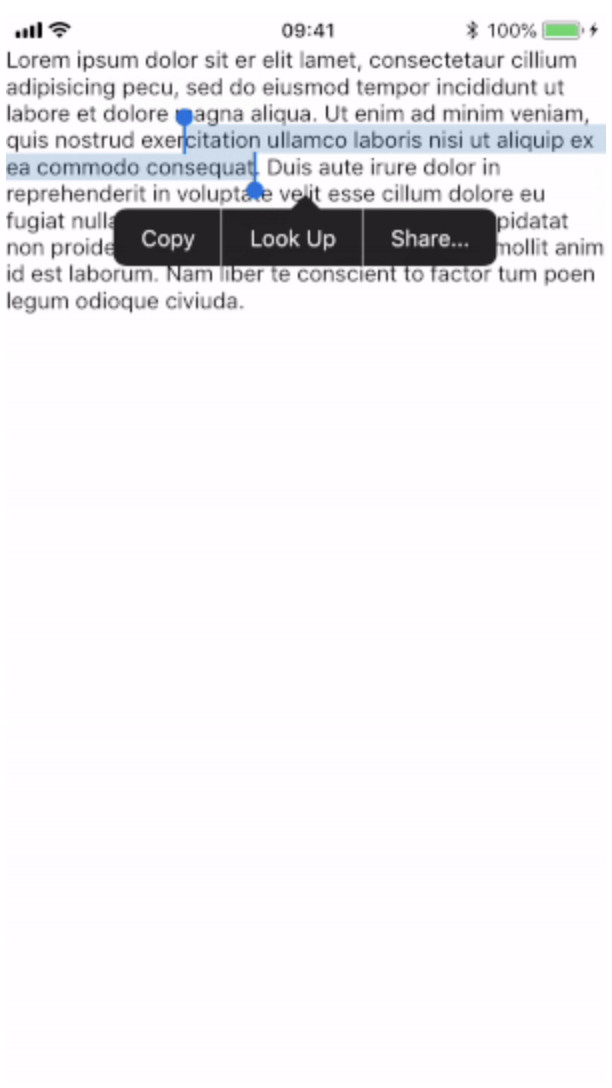 09:41
100%
Lorem ipsum dolor sit er elit lamet, consectetaur cillium
adipisicing pecu, sed do eiusmod tempor incididunt ut
labore et dolore magna aliqua. Ut enim ad minim veniam,
quis nostrud exercitation ullamco laboris nisi ut aliquip ex
ea commodo consequat. Duis aute irure dolor in
reprehenderit in voluptate velit esse cillum dolore eu
fugiat nulla
Copy
Look Up
Share...
non mollit anim
id est laborum. Nam liber te conscient to factor tum poen
legum odioque civiuda.